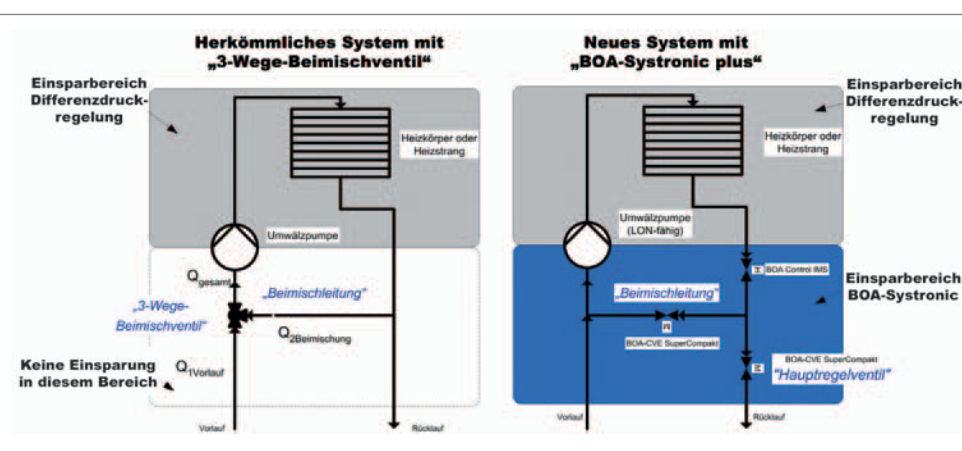 Herkömmliches System mit
„3-Wege-Beimischventil“
Einsparbereich
Differenzdruck-
regelung
Heizkörper oder
Heizstrang
Umwälzpumpe
Qgesamt
„Beimischleitung“
„3-Wege-
Beimischventil“
Q2Beimischung
Keine Einsparung
in diesem Bereich
Q1Vorlauf
Vorlauf
Rücklauf
Neues System mit
„BOA-Systronic plus“
Einsparbereich
Differenzdruck-
regelung
Heizkörper oder
Heizstrang
Umwälzpumpe
(LON-fähig)
M
BOA Control IMS
„Beimischleitung“
Einsparbereich
BOA-Systronic
M
BOA-CVE SuperCompakt
BOA-CVE SuperCompakt
M
"Hauptregelventil"
Vorlauf
Rücklauf